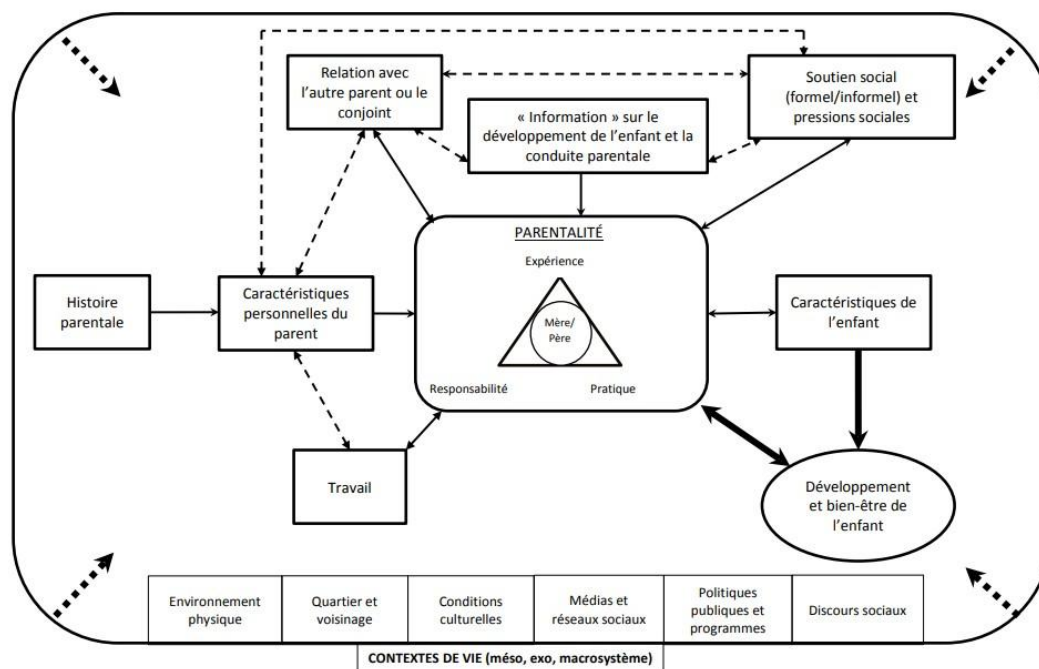 Relation avec
l'autre parent ou le
conjoint
Soutien social
(formel/informel) et
pressions sociales
« Information » sur le
développement de l'enfant et la
conduite parentale
PARENTALITÉ
Expérience
Mère/
Père
Responsabilité
Pratique
Histoire
parentale
Caractéristiques
personnelles du
parent
Caractéristiques de
l'enfant
Travail
Développement
et bien-être de
l'enfant
Environnement
physique
Quartier et
voisinage
Conditions
culturelles
Médias et
réseaux sociaux
Politiques
publiques et
programmes
Discours sociaux
CONTEXTES DE VIE (méso, exo, macrosystème)